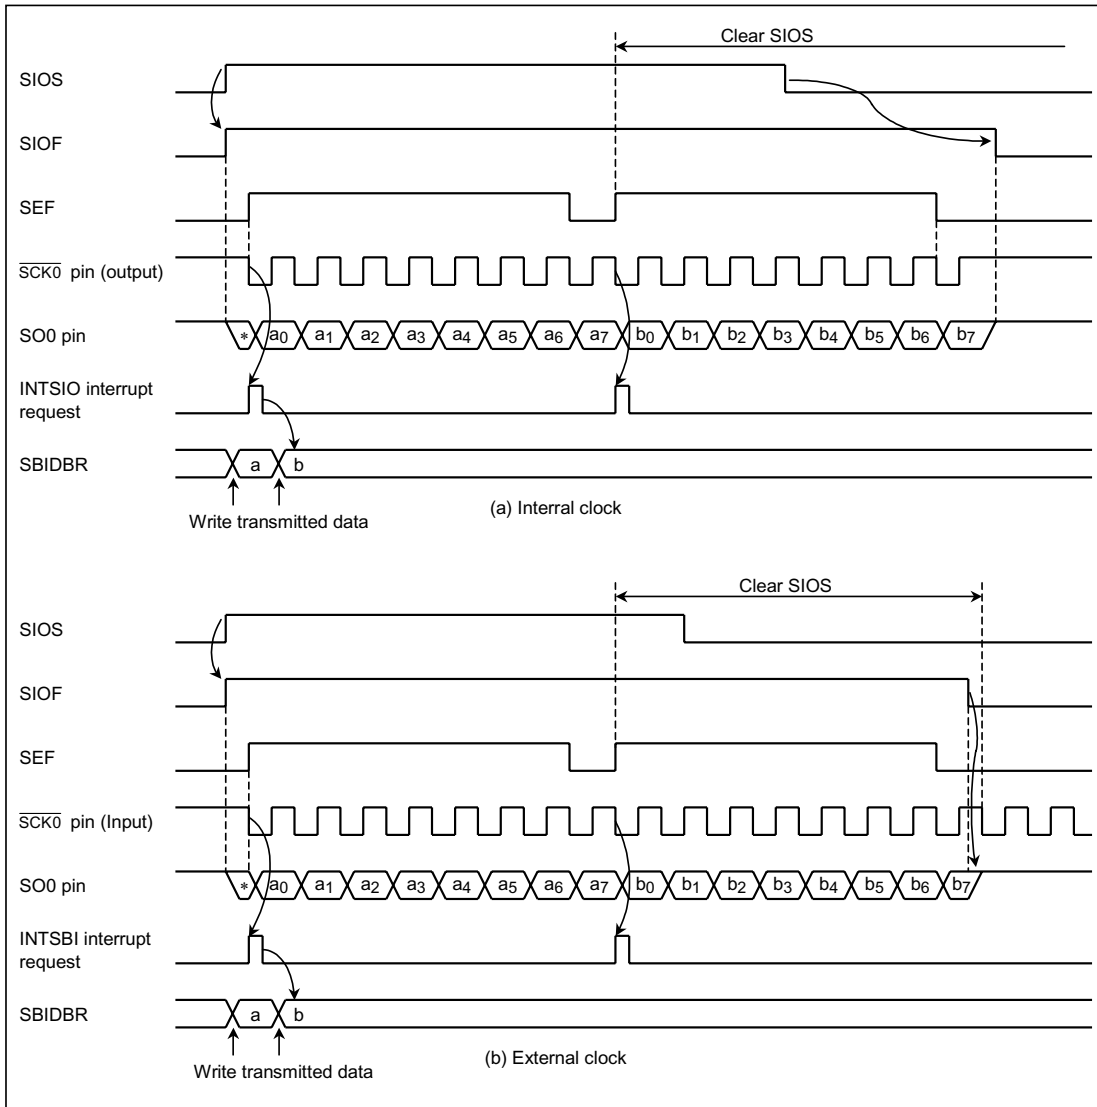 Clear SIOS
SIOS
SIOF
SEF
SCK0 pin (output)
SO0 pin
* a0 a1 a2 a3 a4 a5 a6 a7 b0 b1 b2 b3 b4 b5 b6 b7
INTSIO interrupt
request
SBIDBR
a b
Write transmitted data
(a) Interral clock
Clear SIOS
SIOS
SIOF
SEF
SCK0 pin (Input)
SO0 pin
* a0 a1 a2 a3 a4 a5 a6 a7 b0 b1 b2 b3 b4 b5 b6 b7
INTSBI interrupt
request
SBIDBR
a b
Write transmitted data
(b) External clock